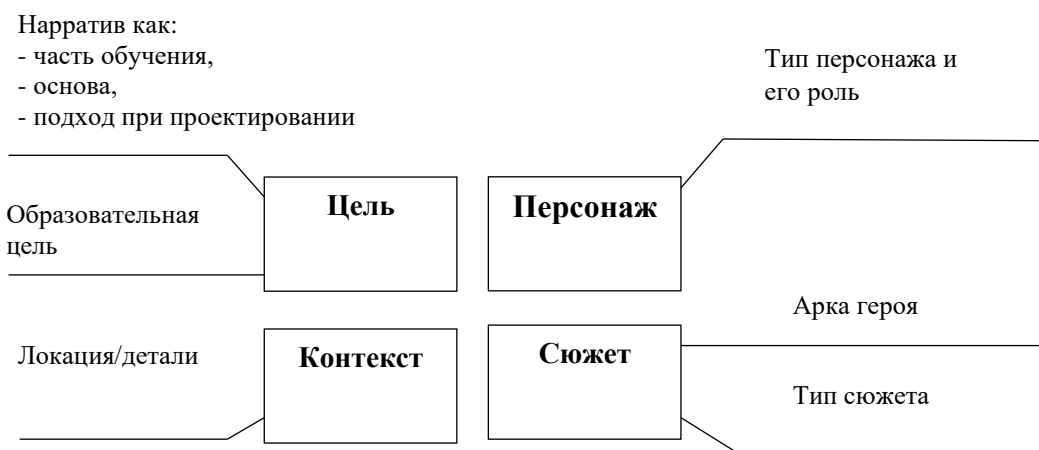 Нарратив как:
- часть обучения,
- основа,
- подход при проектировании
Тип персонажа и
его роль
Цель
Персонаж
Образовательная
цель
Арка героя
Локация/детали
Контекст
Сюжет
Тип сюжета